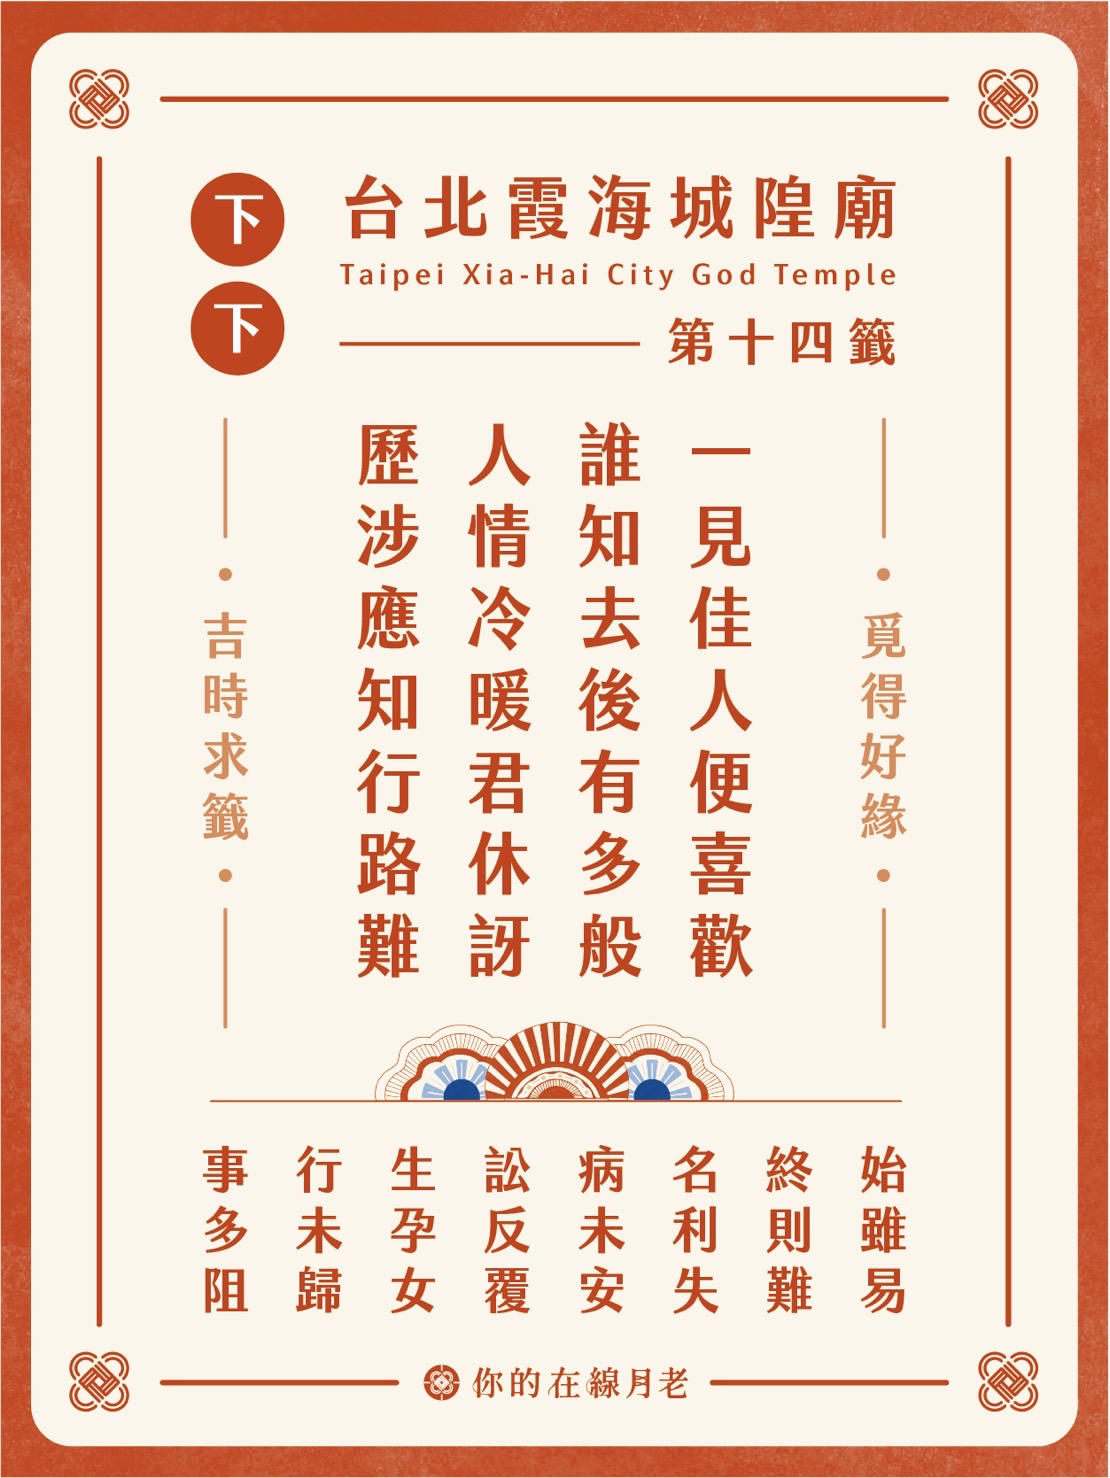 台北霞海城隍廟
Taipei Xia-Hai City God Temple
第十四籤
下下
覓得好緣
一見佳人便喜歡
誰知去後有多般
人情冷暖君休訝
歷涉應知行路難
吉時求籤
始雖易
終則難
名利失
病未安
訟反覆
生孕女
行未歸
事多阻
你的在線月老